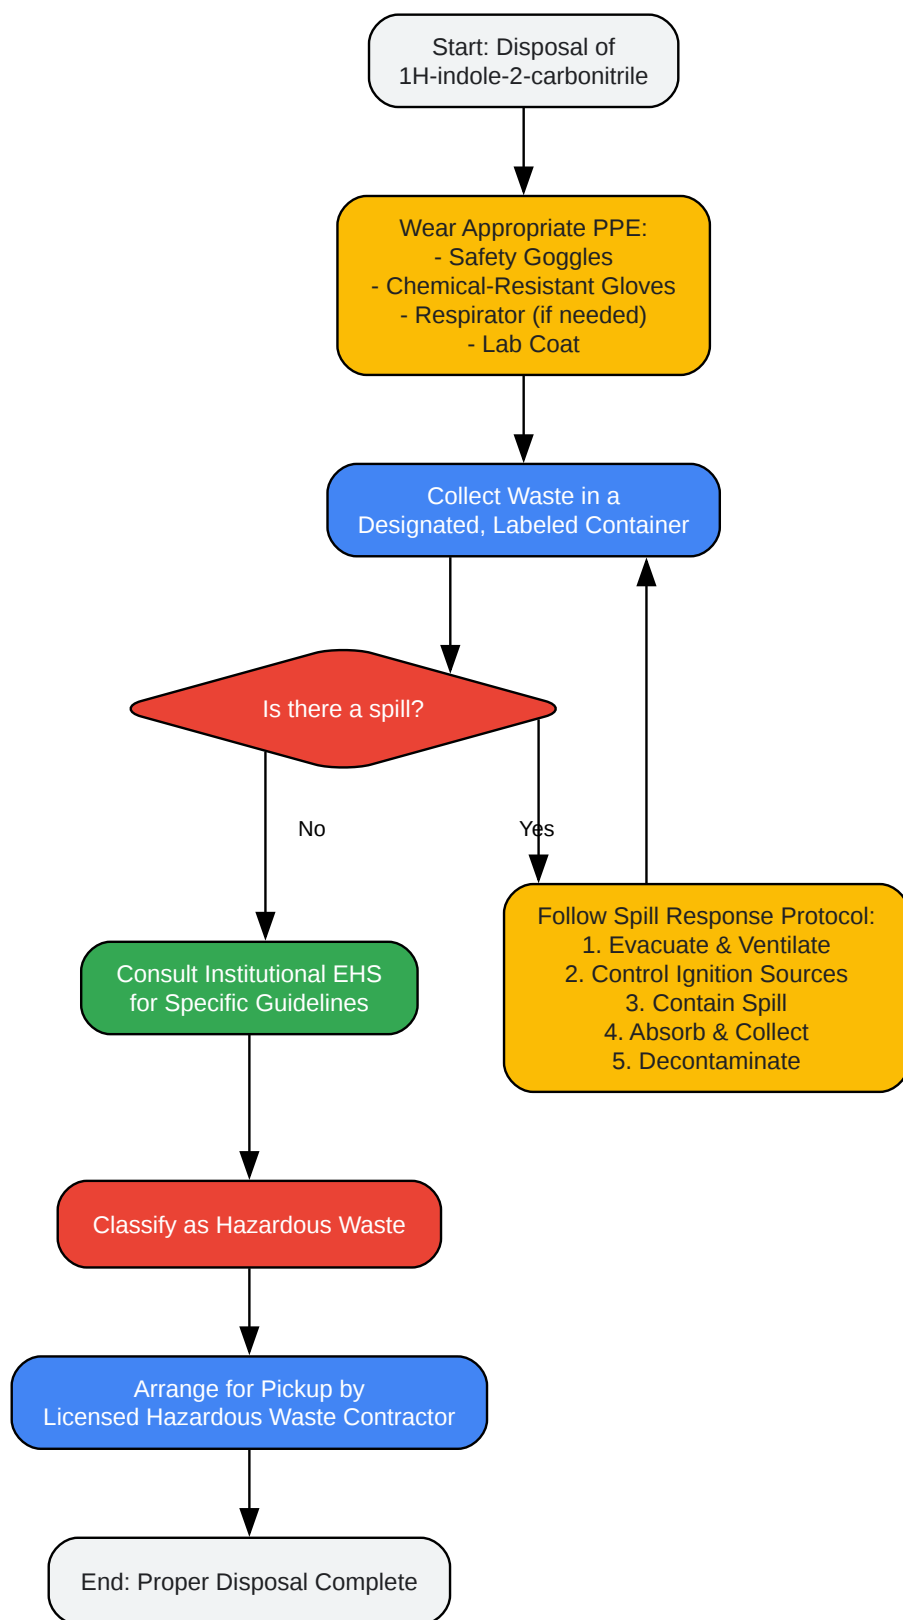 Start: Disposal of
1H-indole-2-carbonitrile
Wear Appropriate PPE:
- Safety Goggles
- Chemical-Resistant Gloves
- Respirator (if needed)
- Lab Coat
Collect Waste in a
Designated, Labeled Container
Is there a spill?
No
Yes
Follow Spill Response Protocol:
1. Evacuate & Ventilate
2. Control Ignition Sources
3. Contain Spill
4. Absorb & Collect
5. Decontaminate
Consult Institutional EHS
for Specific Guidelines
Classify as Hazardous Waste
Arrange for Pickup by
Licensed Hazardous Waste Contractor
End: Proper Disposal Complete